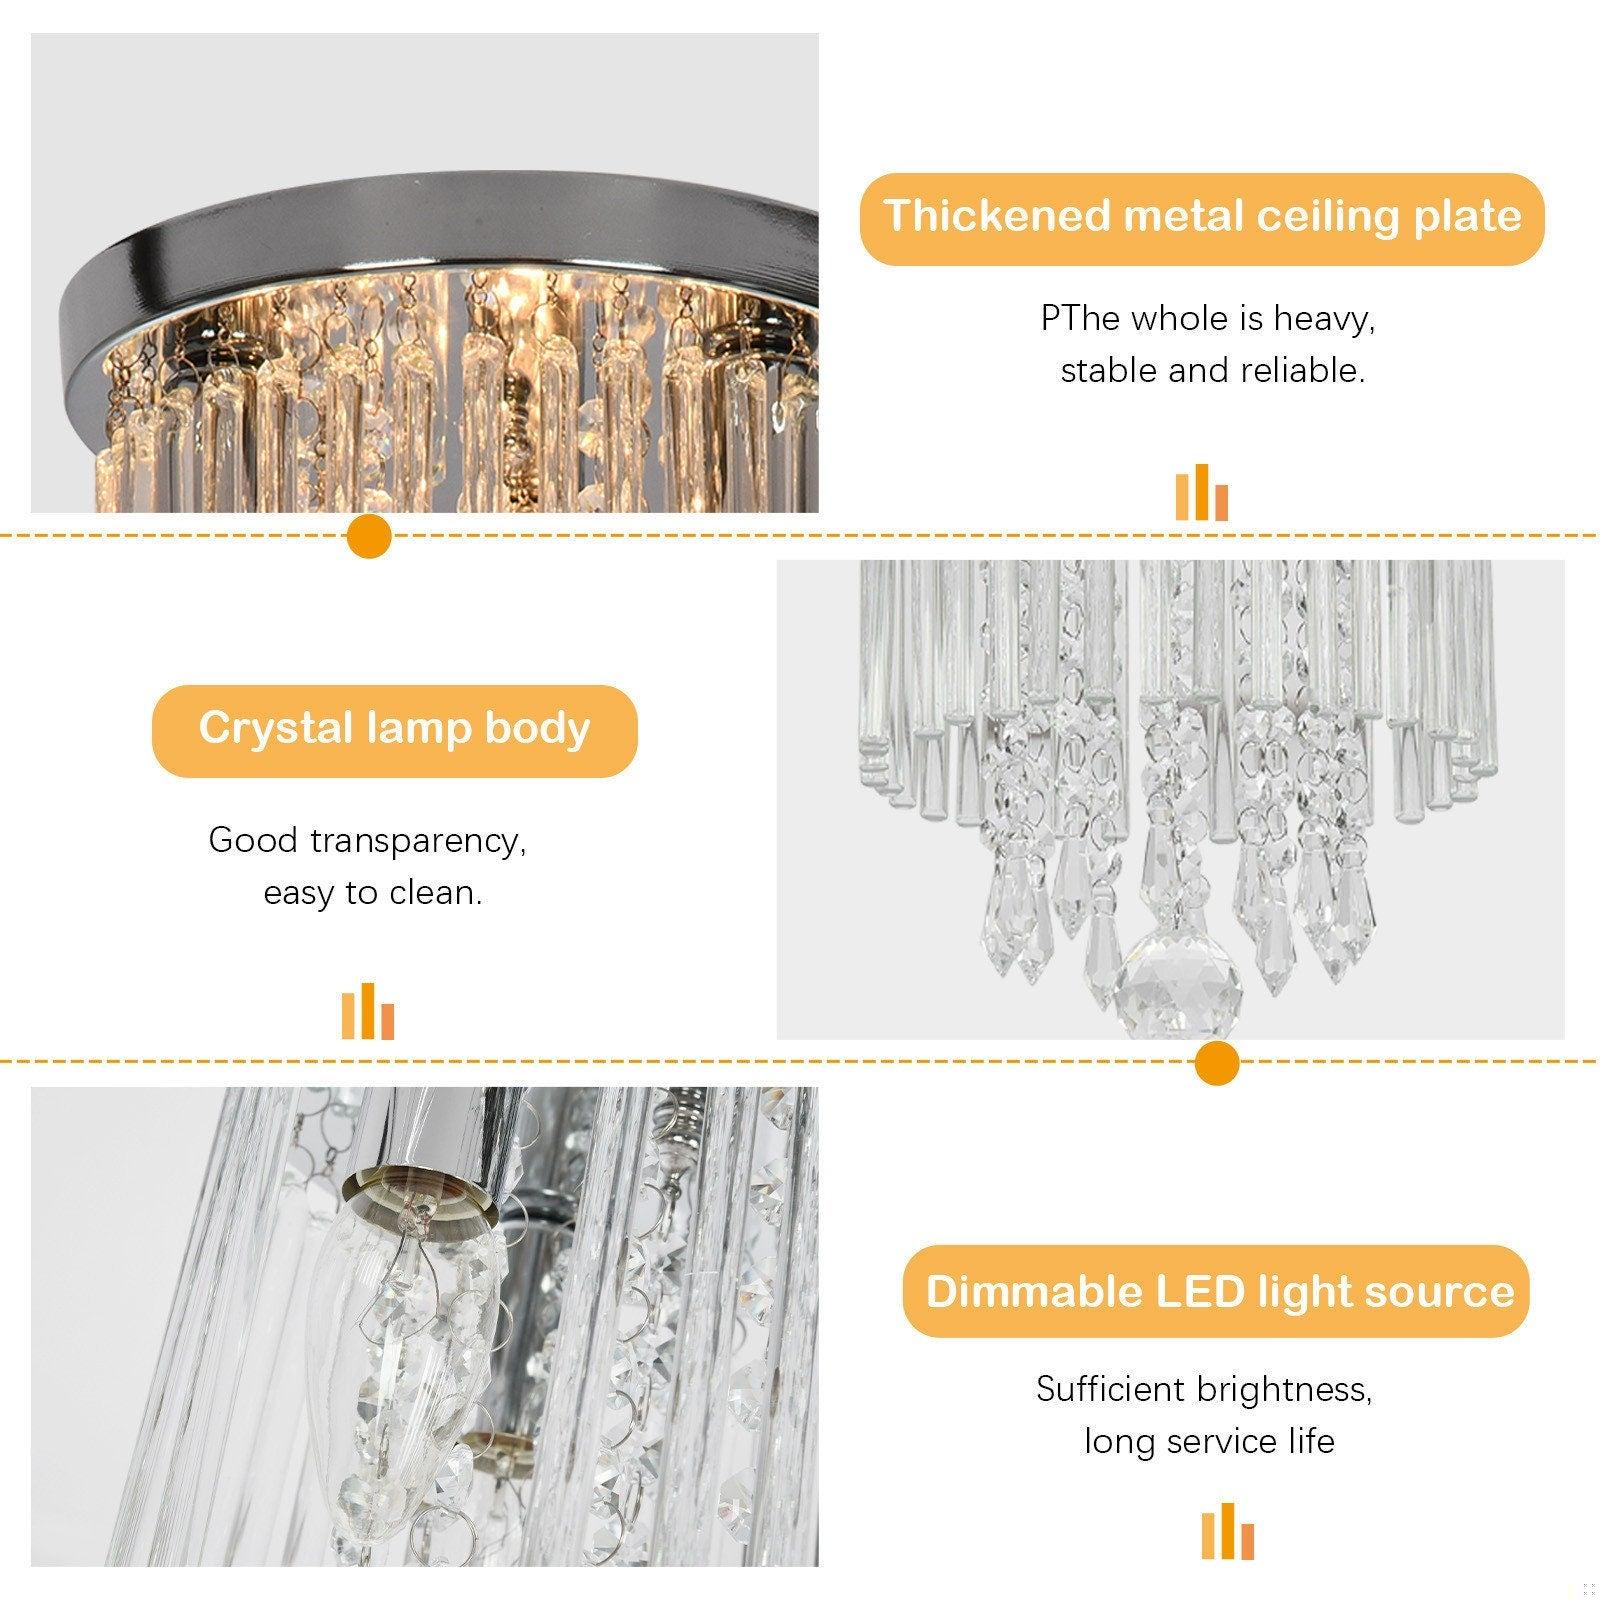 Thickened metal ceiling plate
PThe whole is heavy,
stable and reliable.
Crystal lamp body
Good transparency,
easy to clean.
Dimmable LED light source
Sufficient brightness,
long service life